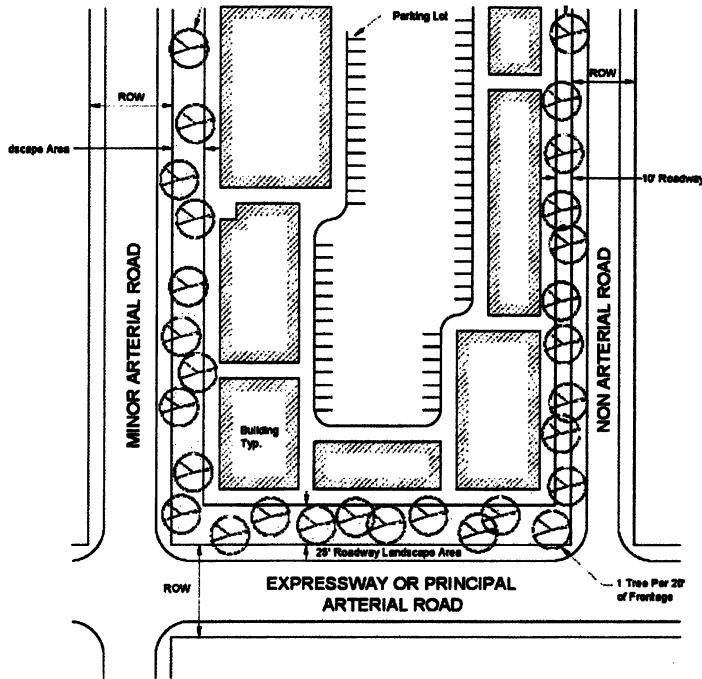 Parking Lot
ROW
ROW
dscape Area
10' Roadway
MINOR ARTERIAL ROAD
NON ARTERIAL ROAD
Building
Typ.
25' Roadway Landscape Area
ROW
EXPRESSWAY OR PRINCIPAL
ARTERIAL ROAD
1 Tree Per 20'
of Frontage